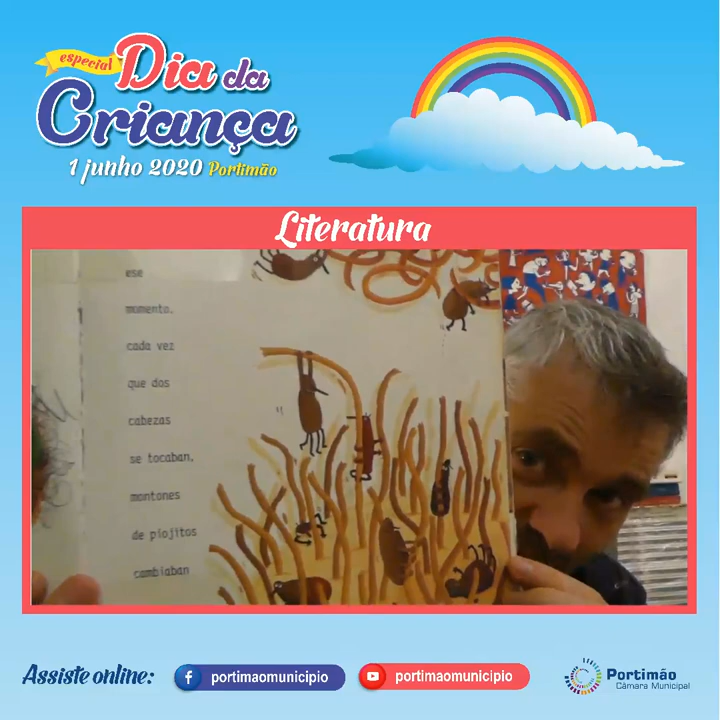 especial
Dia da
Criança
1 junho 2020 Portimão
Literatura
ese
momento,
cada vez
que dos
cabezas
se tocaban,
montones
de piojitos
cambiaban
Assiste online:
portimaomunicipio
portimaomunicipio
Portimão
Câmara Municipal